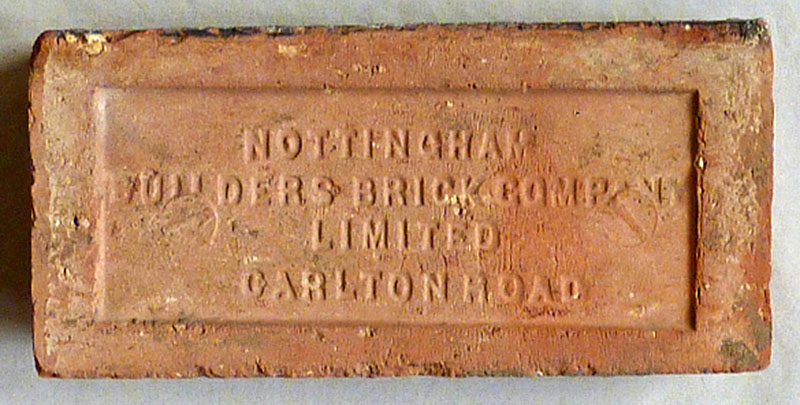 NOTTINGHAM
BUILDERS BRICK COMPANY
LIMITED
CARLTON ROAD